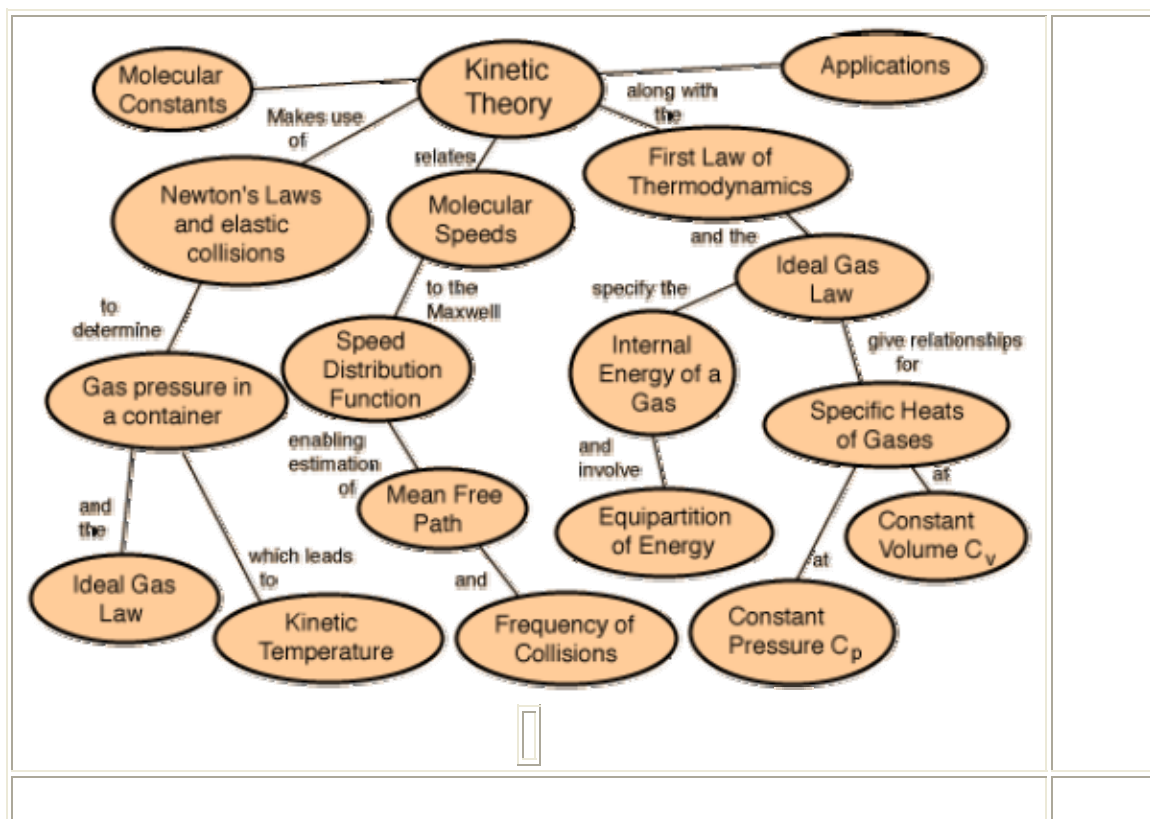 Molecular
Constants
Kinetic
Theory
Applications
Makes use
of
relates
along with
the
Newton's Laws
and elastic
collisions
Molecular
Speeds
First Law of
Thermodynamics
and the
Ideal Gas
Law
to
determine
to the
Maxwell
specify the
give relationships
for
Gas pressure in
a container
Speed
Distribution
Function
Internal
Energy of a
Gas
Specific Heats
of Gases
and
the
which leads
to
enabling
estimation
of
and
involve
at
at
Mean Free
Path
Equipartition
of Energy
Constant
Volume Cv
Ideal Gas
Law
Kinetic
Temperature
and
Frequency of
Collisions
Constant
Pressure Cp